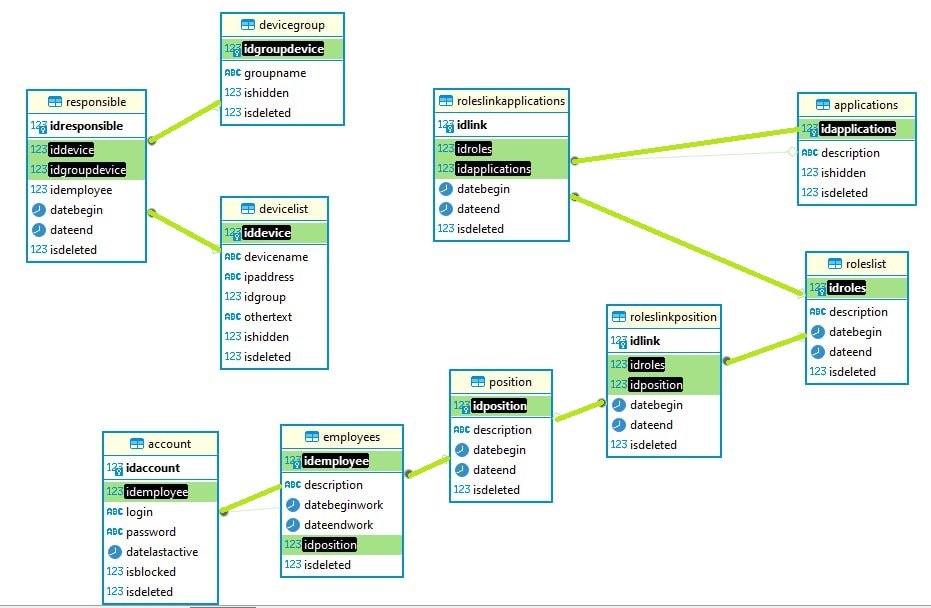 devicegroup
123 idgroupdevice
ABC groupname
123 ishidden
123 isdeleted
responsible
123 idresponsible
123 iddevice
123 idgroupdevice
123 idemployee
datebegin
dateend
123 isdeleted
devicelist
123 iddevice
ABC devicename
ABC ipaddress
123 idgroup
ABC othertext
123 ishidden
123 isdeleted
roleslinkapplications
123 idlink
123 idroles
123 idapplications
datebegin
dateend
123 isdeleted
applications
123 idapplications
ABC description
123 ishidden
123 isdeleted
roleslist
123 idroles
ABC description
datebegin
dateend
123 isdeleted
roleslinkposition
123 idlink
123 idroles
123 idposition
datebegin
dateend
123 isdeleted
position
123 idposition
ABC description
datebegin
dateend
123 isdeleted
account
123 idaccount
123 idemployee
ABC login
ABC password
datelastactive
123 isblocked
123 isdeleted
employees
123 idemployee
ABC description
datebeginwork
dateendwork
123 idposition
123 isdeleted